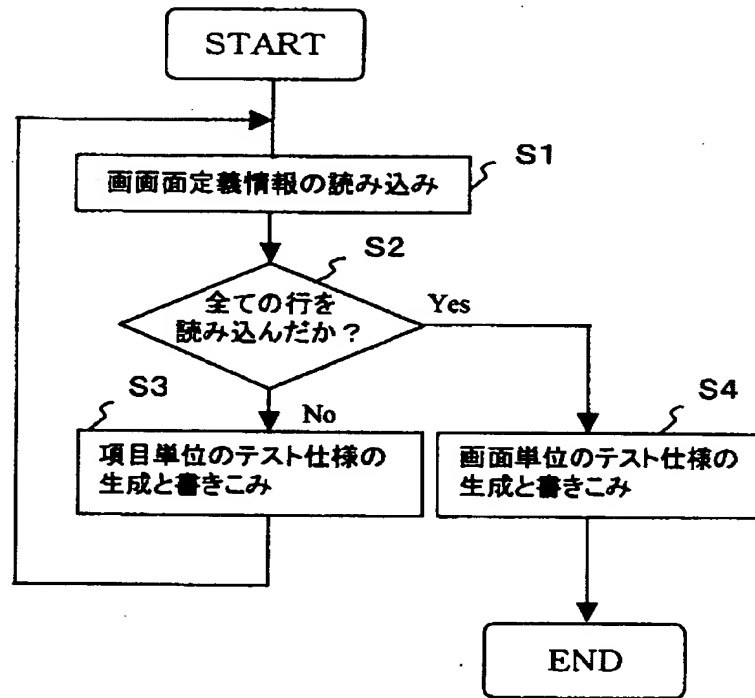 START
S1
画画面定義情報の読み込み
S2
全ての行を
読み込んだか？
Yes
S3
No
項目単位のテスト仕様の
生成と書きこみ
S4
画面単位のテスト仕様の
生成と書きこみ
END